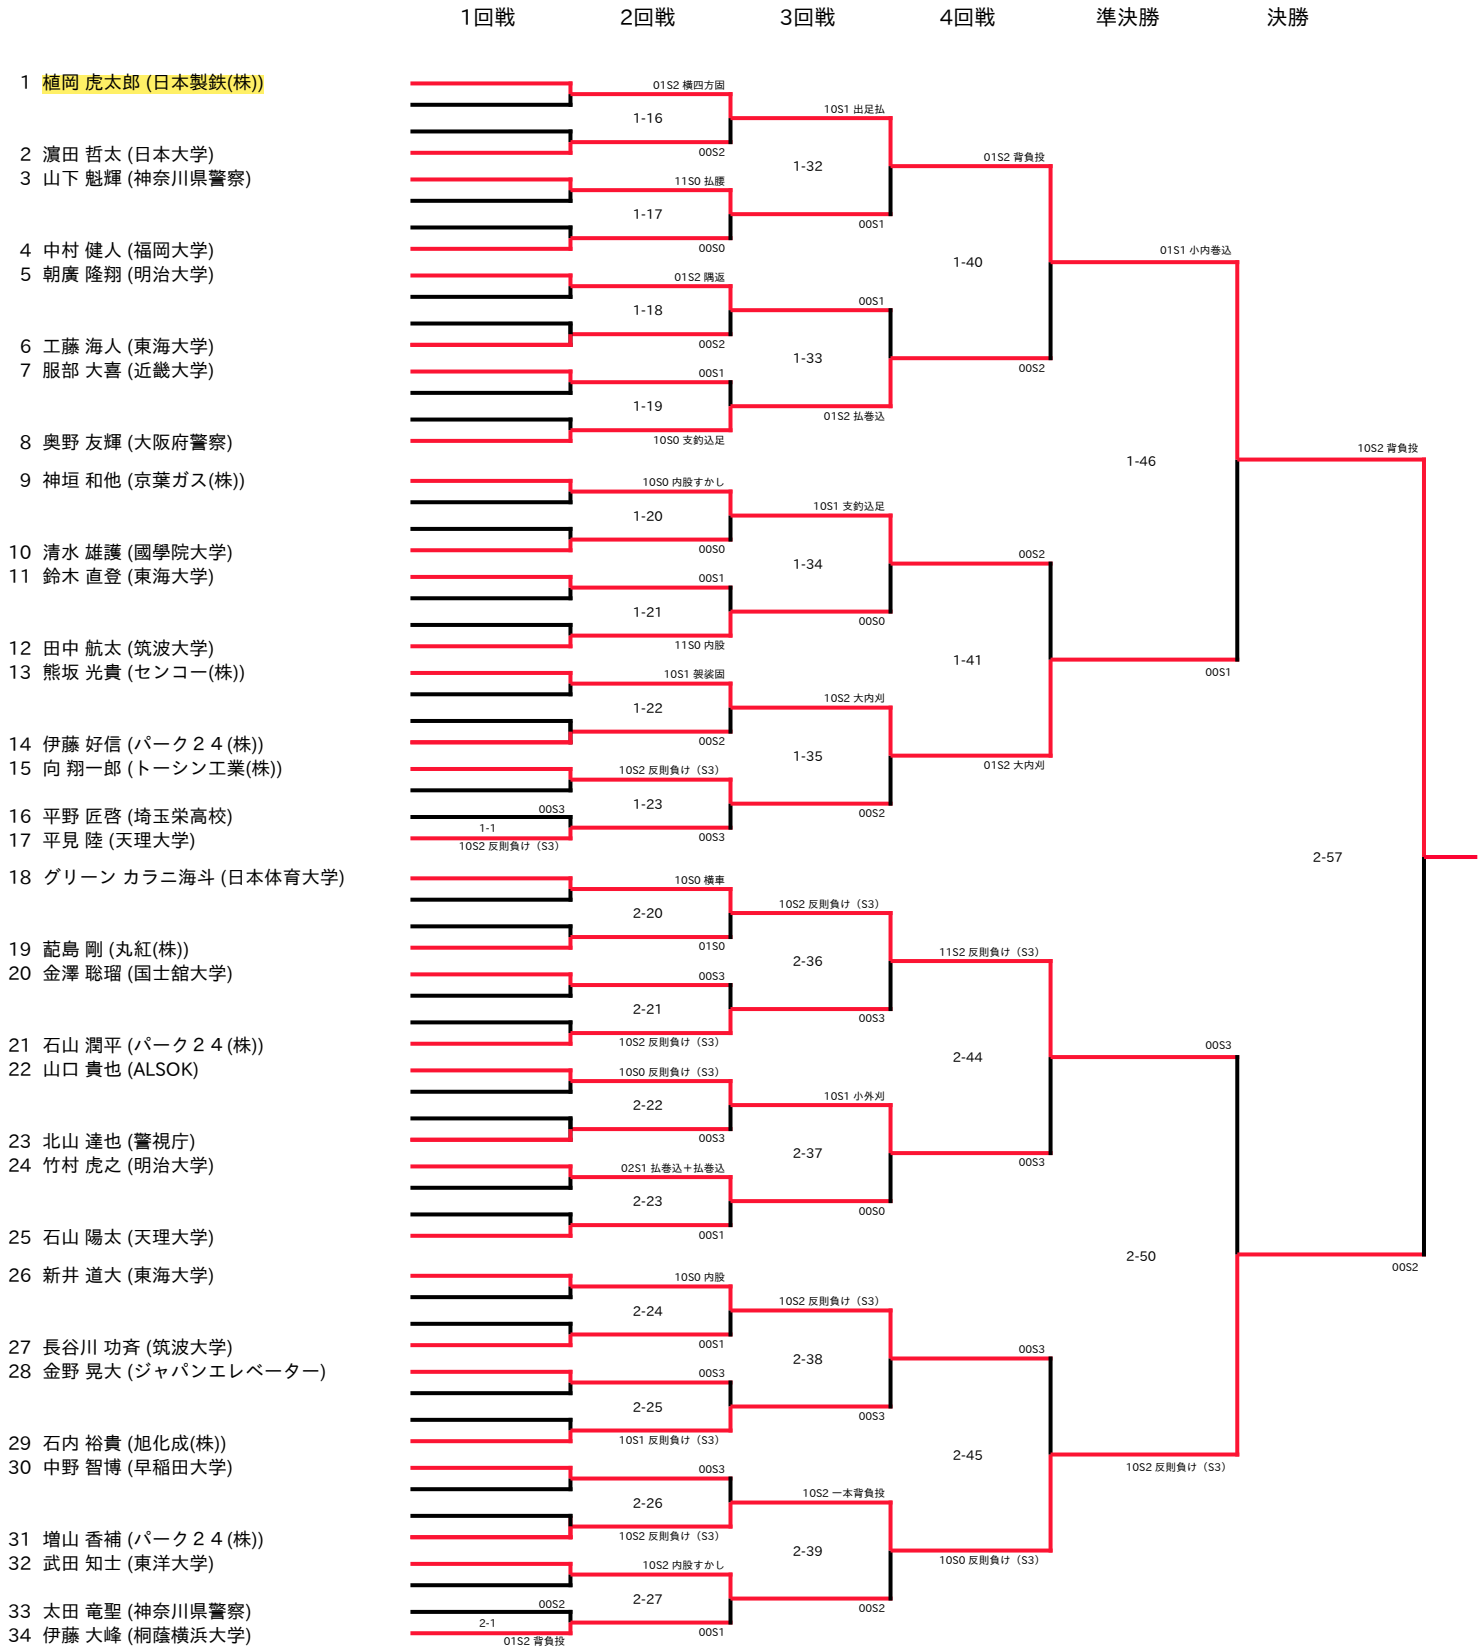 1回戦 2回戦 3回戦 4回戦 準決勝 決勝
1 植岡 虎太郎 (日本製鉄(株))
01S2 横四方固
10S1 出足払
1-16
2 濵田 哲太 (日本大学)
00S2
01S2 背負投
1-32
3 山下 魁輝 (神奈川県警察)
11S0 払腰
1-17
00S1
4 中村 健人 (福岡大学)
00S0
01S1 小内巻込
1-40
5 朝廣 隆翔 (明治大学)
01S2 隅返
00S1
1-18
6 工藤 海人 (東海大学)
00S2
1-33
7 服部 大喜 (近畿大学)
00S1
00S2
1-19
01S2 払巻込
8 奥野 友輝 (大阪府警察)
10S0 支釣込足
10S2 背負投
1-46
9 神垣 和他 (京葉ガス(株))
10S0 内股すかし
10S1 支釣込足
1-20
10 清水 雄護 (國學院大学)
00S0
00S2
1-34
11 鈴木 直登 (東海大学)
00S1
1-21
00S0
12 田中 航太 (筑波大学)
11S0 内股
1-41
13 熊坂 光貴 (センコー(株))
10S1 袈裟固
00S1
10S2 大内刈
1-22
14 伊藤 好信 (パーク２４(株))
00S2
1-35
15 向 翔一郎 (トーシン工業(株))
10S2 反則負け（S3）
01S2 大内刈
1-23
16 平野 匠啓 (埼玉栄高校)
00S3
00S2
1-1
17 平見 陸 (天理大学)
10S2 反則負け（S3）
00S3
2-57
18 グリーン カラニ海斗 (日本体育大学)
10S0 横車
10S2 反則負け（S3）
2-20
19 蓜島 剛 (丸紅(株))
01S0
11S2 反則負け（S3）
2-36
20 金澤 聡瑠 (国士舘大学)
00S3
2-21
00S3
21 石山 潤平 (パーク２４(株))
10S2 反則負け（S3）
00S3
2-44
22 山口 貴也 (ALSOK)
10S0 反則負け（S3）
10S1 小外刈
2-22
23 北山 達也 (警視庁)
00S3
2-37
24 竹村 虎之 (明治大学)
02S1 払巻込＋払巻込
00S3
2-23
00S0
25 石山 陽太 (天理大学)
00S1
2-50
00S2
26 新井 道大 (東海大学)
10S0 内股
10S2 反則負け（S3）
2-24
27 長谷川 功斉 (筑波大学)
00S1
00S3
2-38
28 金野 晃大 (ジャパンエレベーター)
00S3
2-25
00S3
29 石内 裕貴 (旭化成(株))
10S1 反則負け（S3）
2-45
30 中野 智博 (早稲田大学)
00S3
10S2 反則負け（S3）
10S2 一本背負投
2-26
31 増山 香補 (パーク２４(株))
10S2 反則負け（S3）
2-39
32 武田 知士 (東洋大学)
10S2 内股すかし
10S0 反則負け（S3）
2-27
33 太田 竜聖 (神奈川県警察)
00S2
00S2
2-1
34 伊藤 大峰 (桐蔭横浜大学)
01S2 背負投
00S1